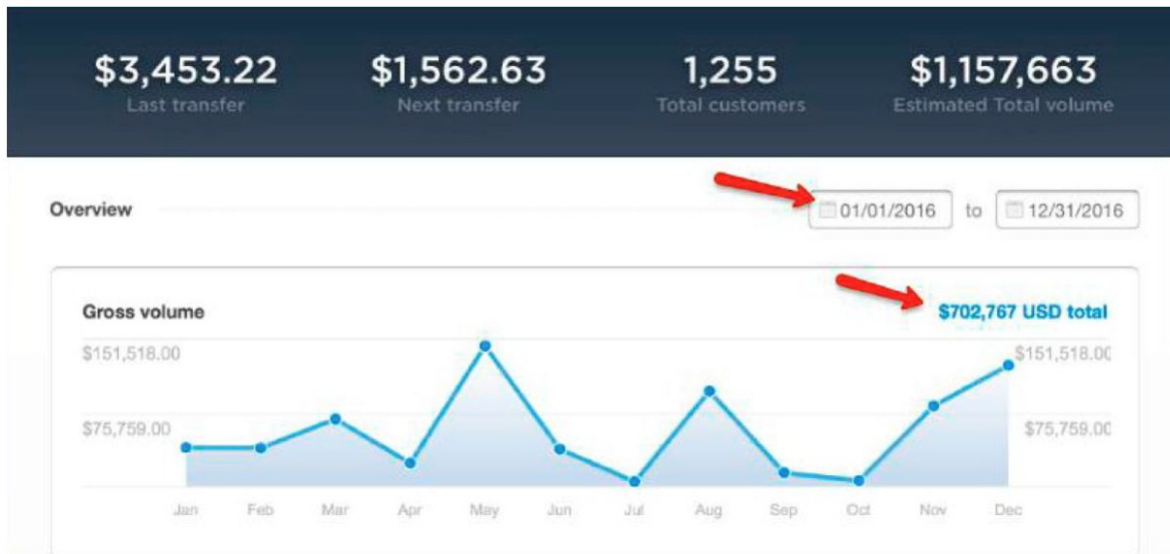 $3,453.22 $1,562.63 1,255 $1,157,663
Last transfer Next transfer Total customers Estimated Total volume
Overview 01/01/2016 to 12/31/2016
Gross volume $702,767 USD total
$151,518.00 $151,518.00
$75,759.00 $75,759.00
Jan Feb Mar Apr May Jun Jul Aug Sep Oct Nov Dec